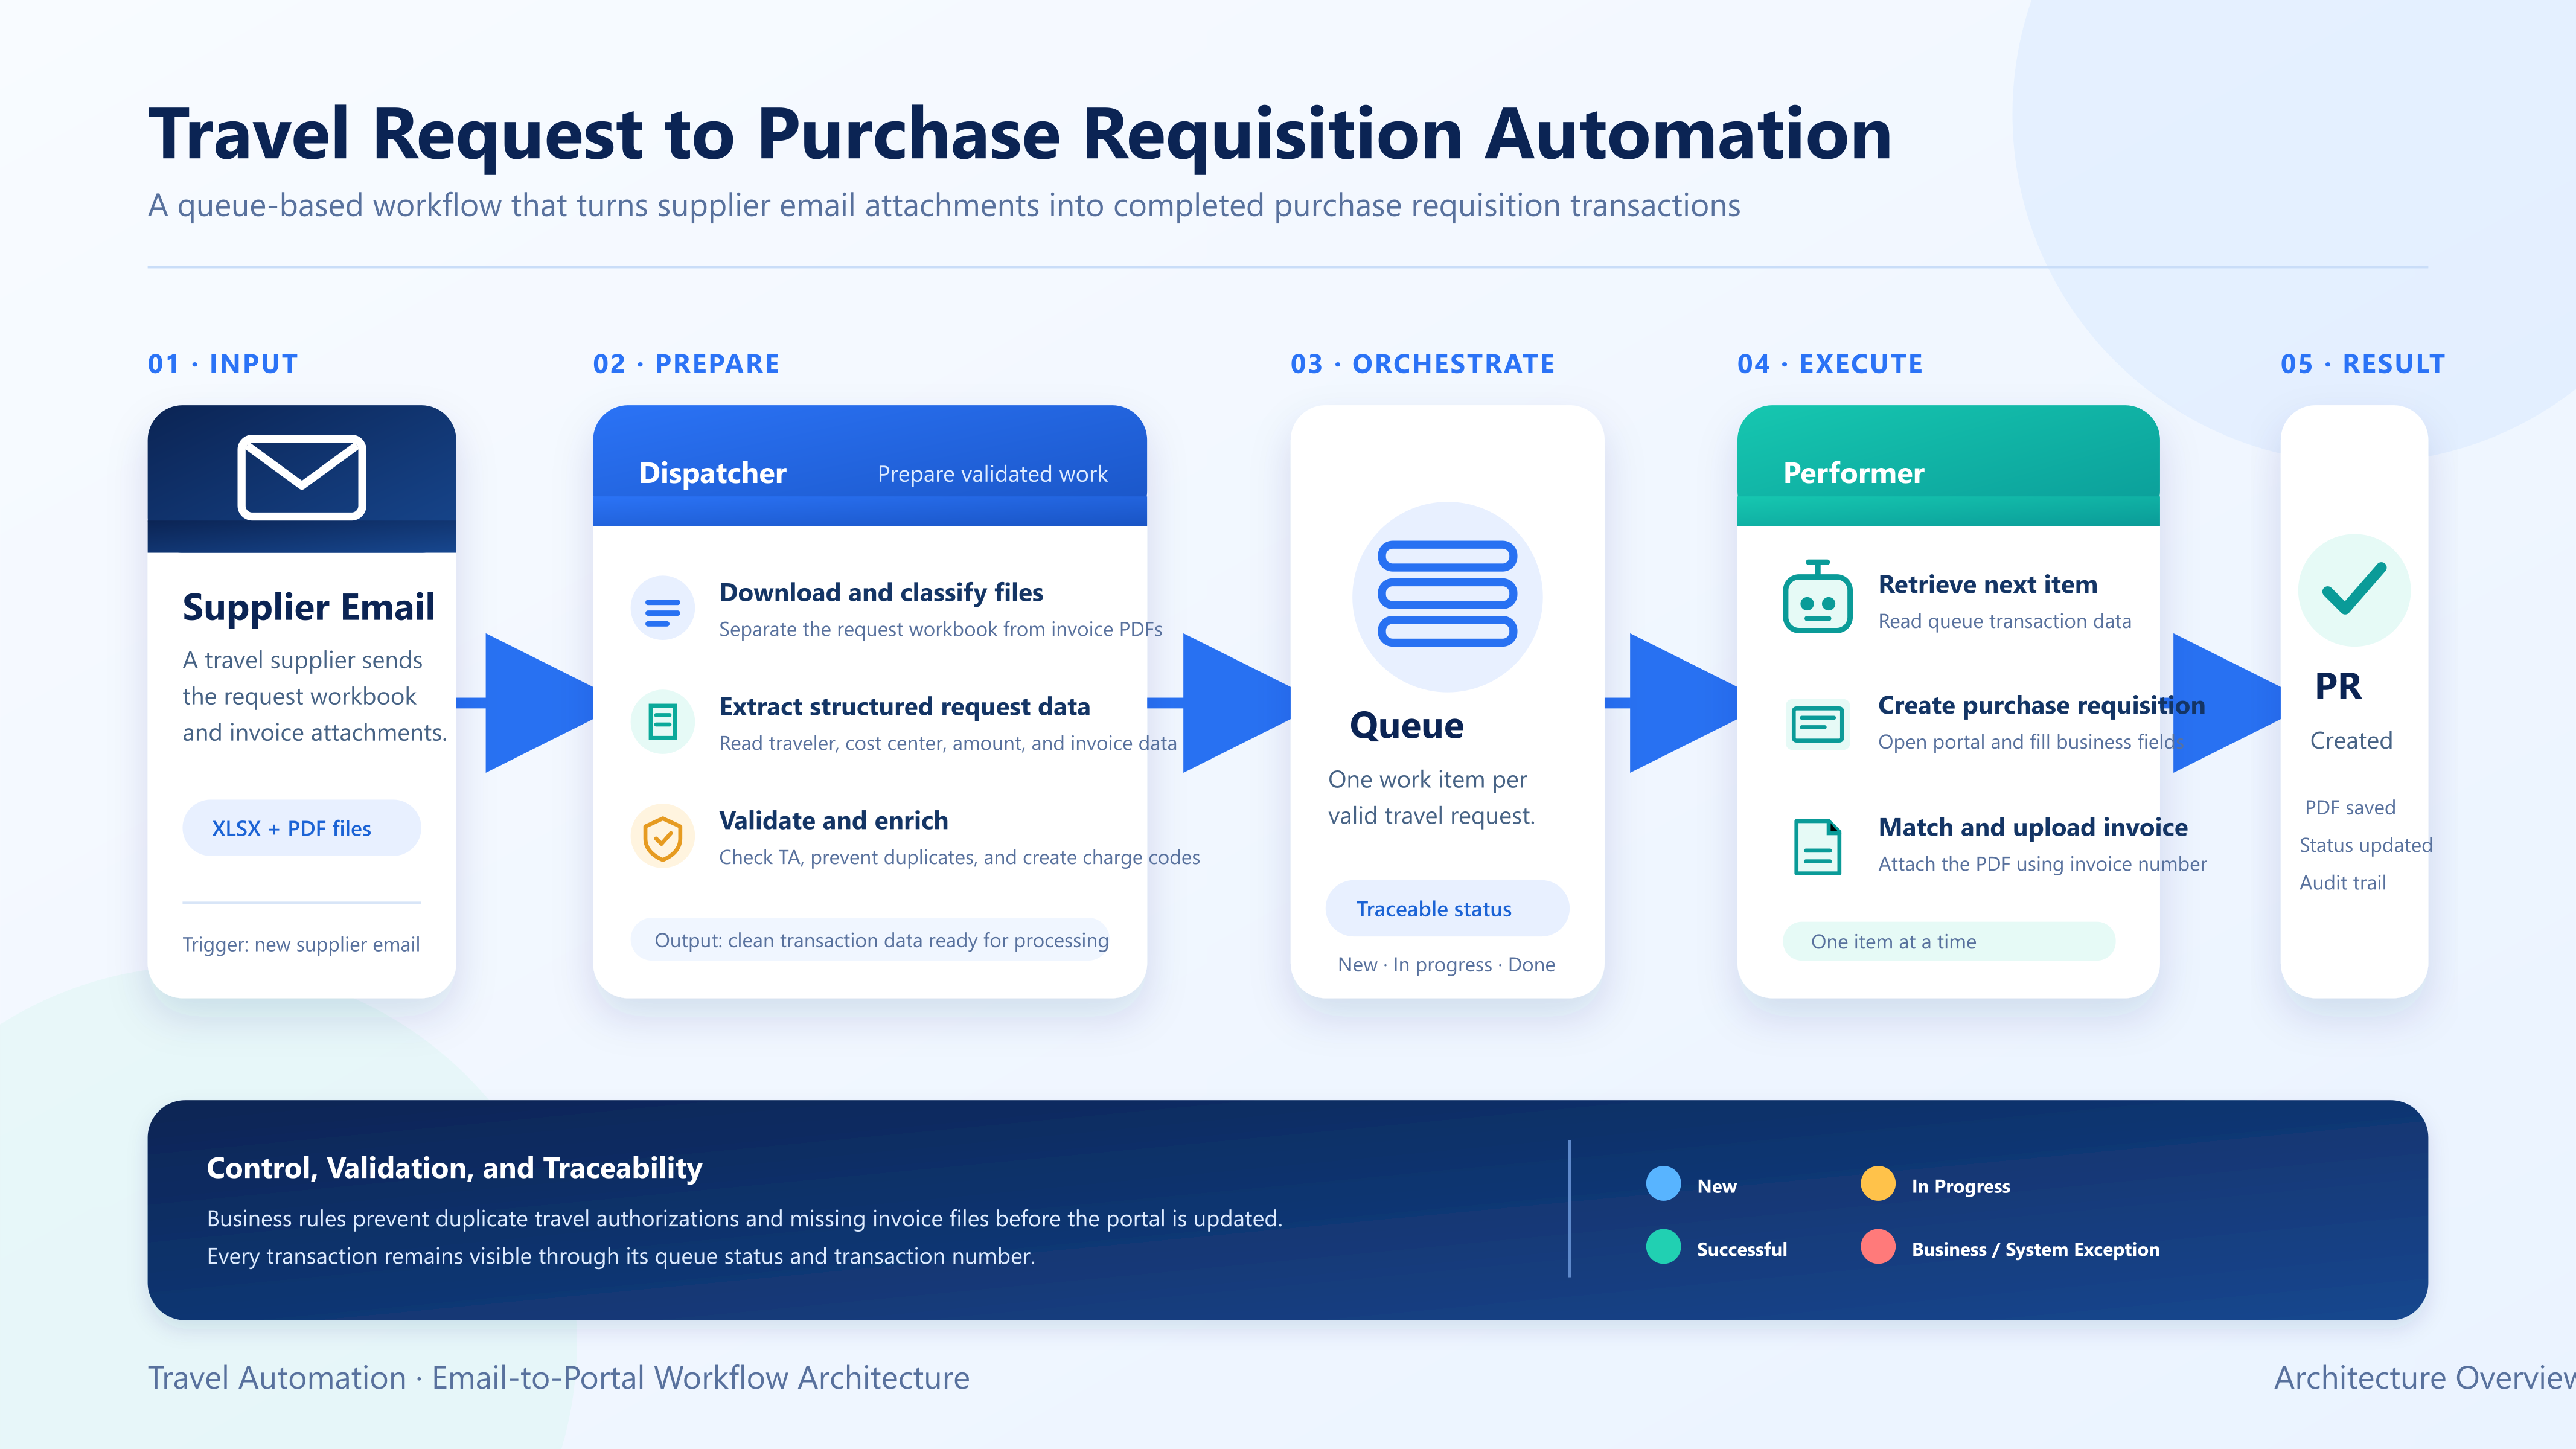 Travel Request to Purchase Requisition Automation
A queue-based workflow that turns supplier email attachments into completed purchase requisition transactions
01 · INPUT
Supplier Email
A travel supplier sends
the request workbook
and invoice attachments.
XLSX + PDF files
Trigger: new supplier email
02 · PREPARE
Dispatcher
Prepare validated work
Download and classify files
Separate the request workbook from invoice PDFs
Extract structured request data
Read traveler, cost center, amount, and invoice data
Validate and enrich
Check TA, prevent duplicates, and create charge codes
Output: clean transaction data ready for processing
03 · ORCHESTRATE
Queue
One work item per
valid travel request.
Traceable status
New · In progress · Done
04 · EXECUTE
Performer
Retrieve next item
Read queue transaction data
Create purchase requisition
Open portal and fill business fields
Match and upload invoice
Attach the PDF using invoice number
One item at a time
05 · RESULT
PR
Created
PDF saved
Status updated
Audit trail
Control, Validation, and Traceability
Business rules prevent duplicate travel authorizations and missing invoice files before the portal is updated.
Every transaction remains visible through its queue status and transaction number.
New
In Progress
Successful
Business / System Exception
Travel Automation · Email-to-Portal Workflow Architecture
Architecture Overview